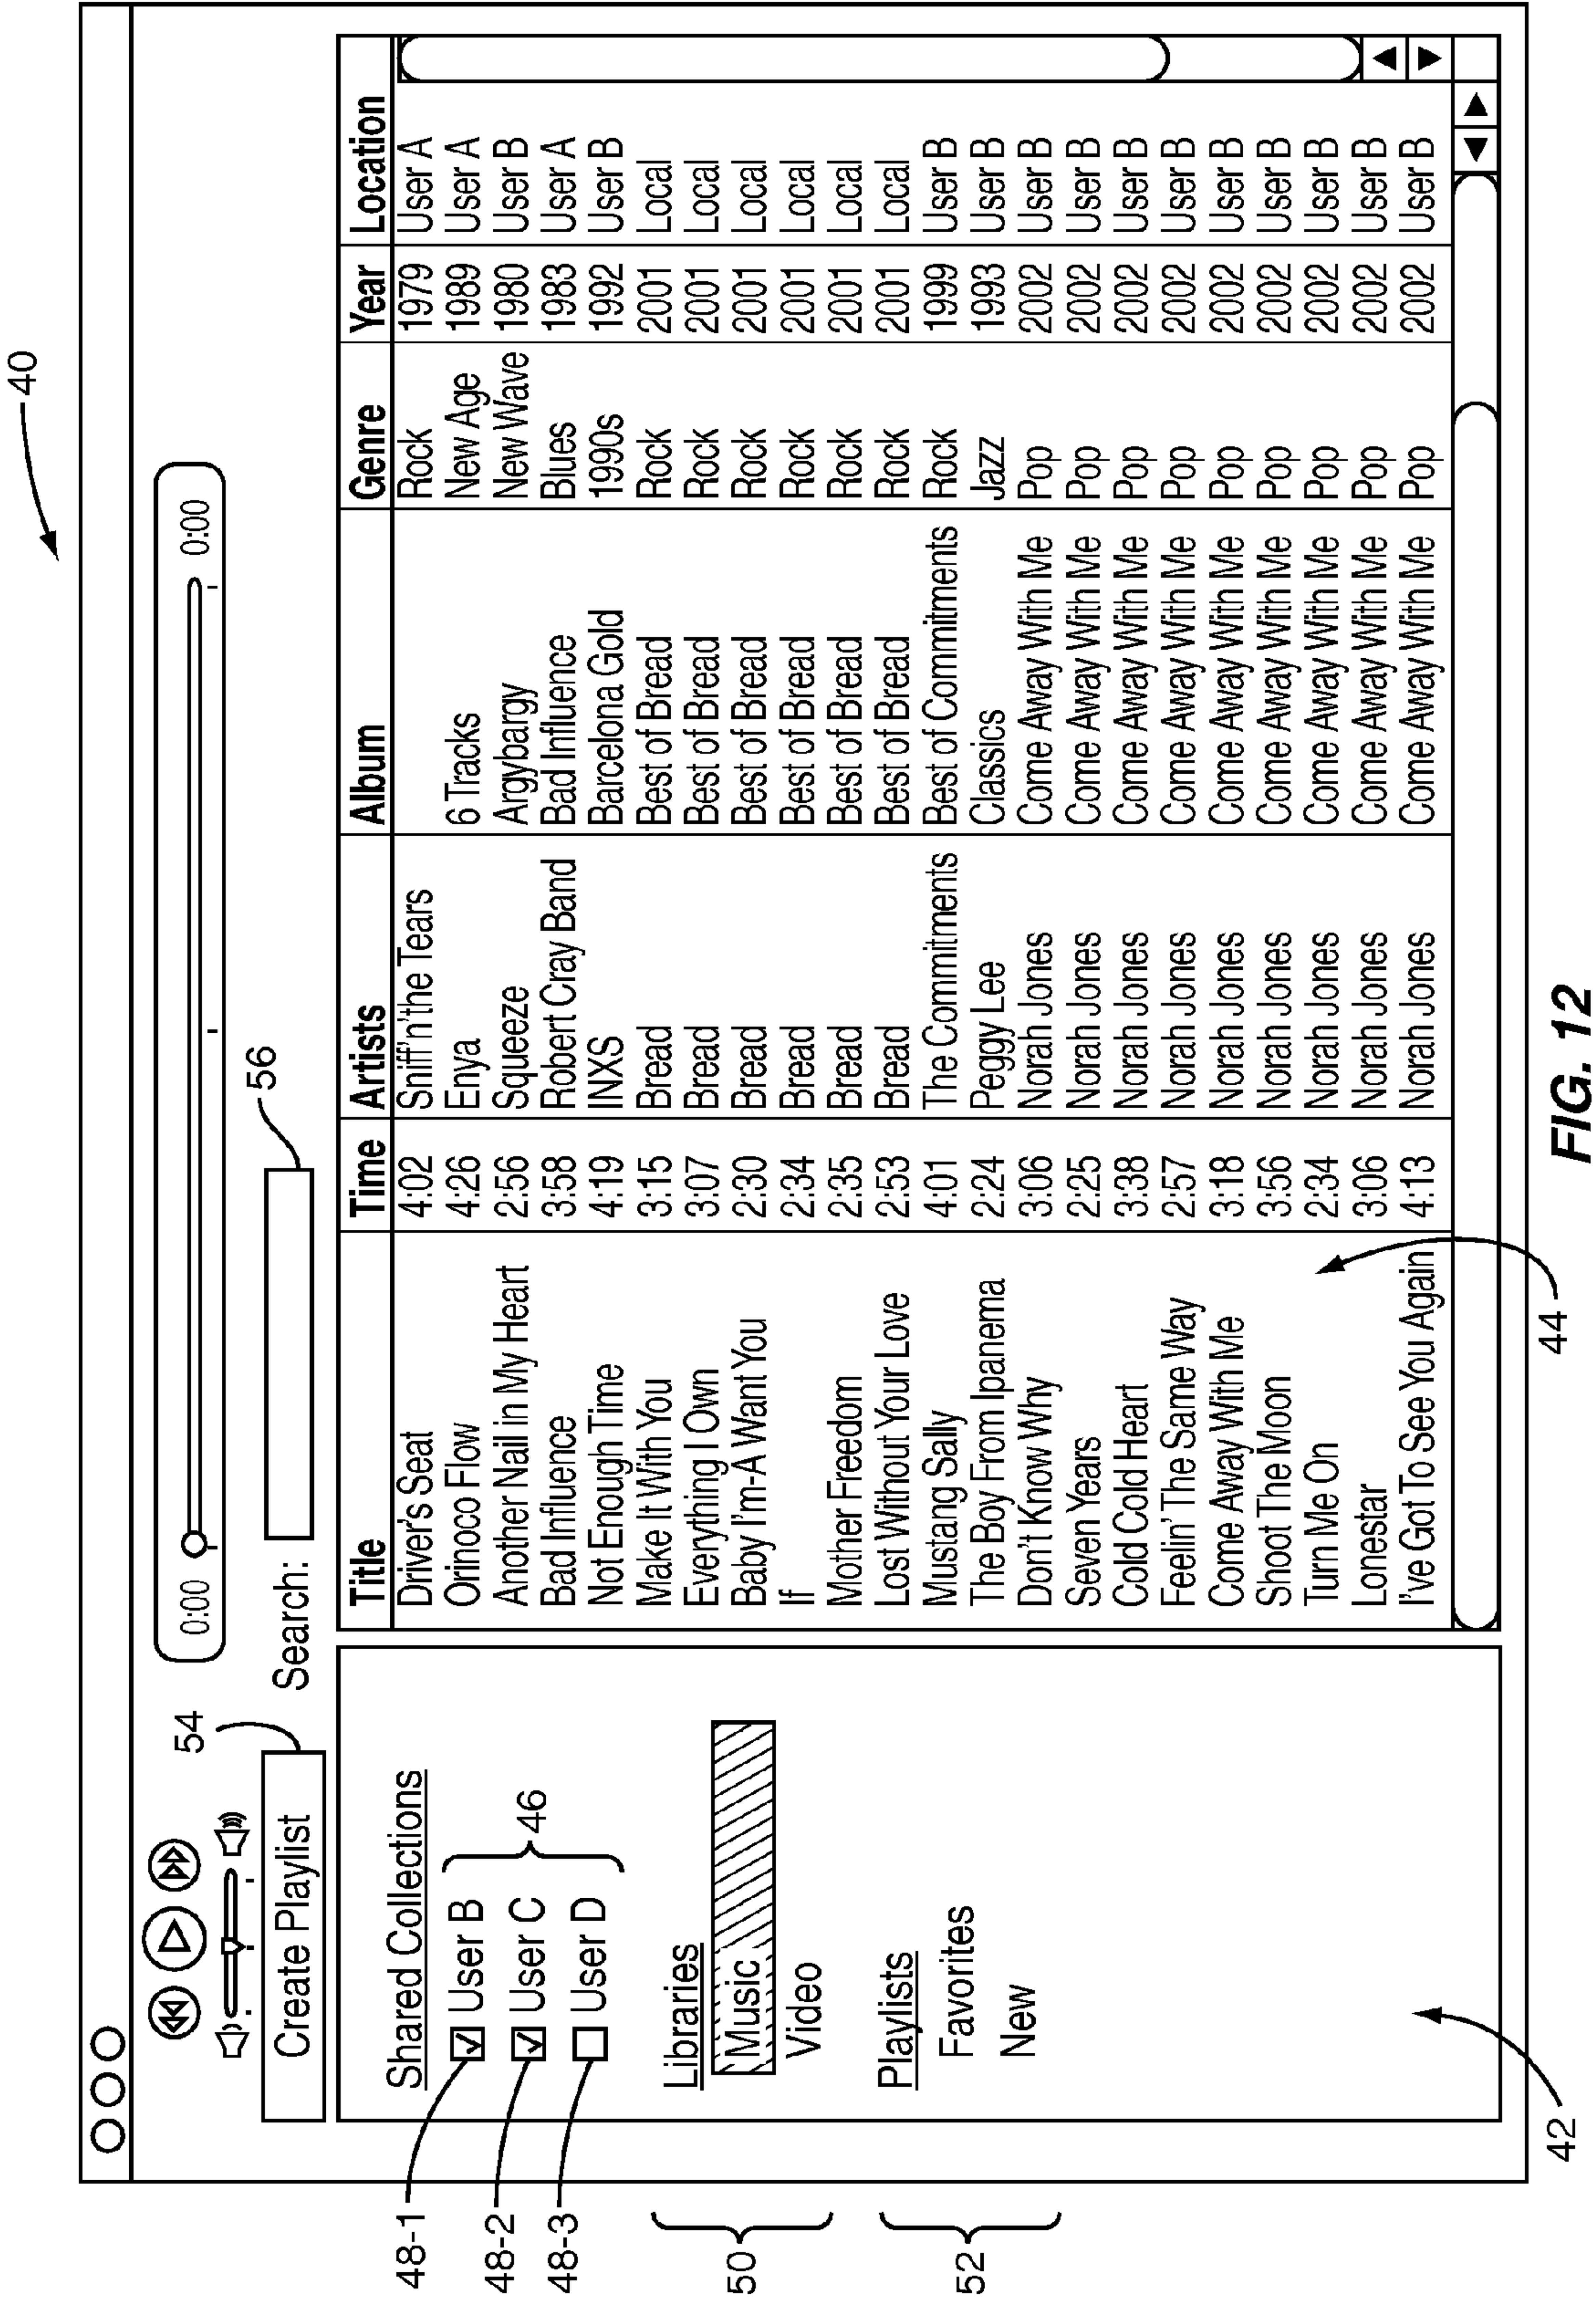 40
0:00 0:00
54
Create Playlist Search: 56
Shared Collections
48-1 User B
48-2 User C 46
48-3 User D
50 Libraries
Music
Video
52 Playlists
Favorites
New
Title Time Artists Album Genre Year Location
Driver's Seat 4:02 Sniff'n'the Tears Rock 1979 User A
Orinoco Flow 4:26 Enya 6 Tracks New Age 1989 User A
Another Nail in My Heart 2:56 Squeeze Argybargy New Wave 1980 User B
Bad Influence 3:58 Robert Cray Band Bad Influence Blues 1983 User A
Not Enough Time 4:19 INXS Barcelona Gold 1990s 1992 User B
Make It With You 3:15 Bread Best of Bread Rock 2001 Local
Everything I Own 3:07 Bread Best of Bread Rock 2001 Local
Baby I'm-A Want You 2:30 Bread Best of Bread Rock 2001 Local
If 2:34 Bread Best of Bread Rock 2001 Local
Mother Freedom 2:35 Bread Best of Bread Rock 2001 Local
Lost Without Your Love 2:53 Bread Best of Bread Rock 2001 Local
Mustang Sally 4:01 The Commitments Best of Commitments Rock 1999 User B
The Boy From Ipanema 2:24 Peggy Lee Classics Jazz 1993 User B
Don't Know Why 3:06 Norah Jones Come Away With Me Pop 2002 User B
Seven Years 2:25 Norah Jones Come Away With Me Pop 2002 User B
Cold Cold Heart 3:38 Norah Jones Come Away With Me Pop 2002 User B
Feelin' The Same Way 2:57 Norah Jones Come Away With Me Pop 2002 User B
Come Away With Me 3:18 Norah Jones Come Away With Me Pop 2002 User B
Shoot The Moon 3:56 Norah Jones Come Away With Me Pop 2002 User B
Turn Me On 2:34 Norah Jones Come Away With Me Pop 2002 User B
Lonestar 3:06 Norah Jones Come Away With Me Pop 2002 User B
I've Got To See You Again 4:13 Norah Jones Come Away With Me Pop 2002 User B
42 44
FIG. 12